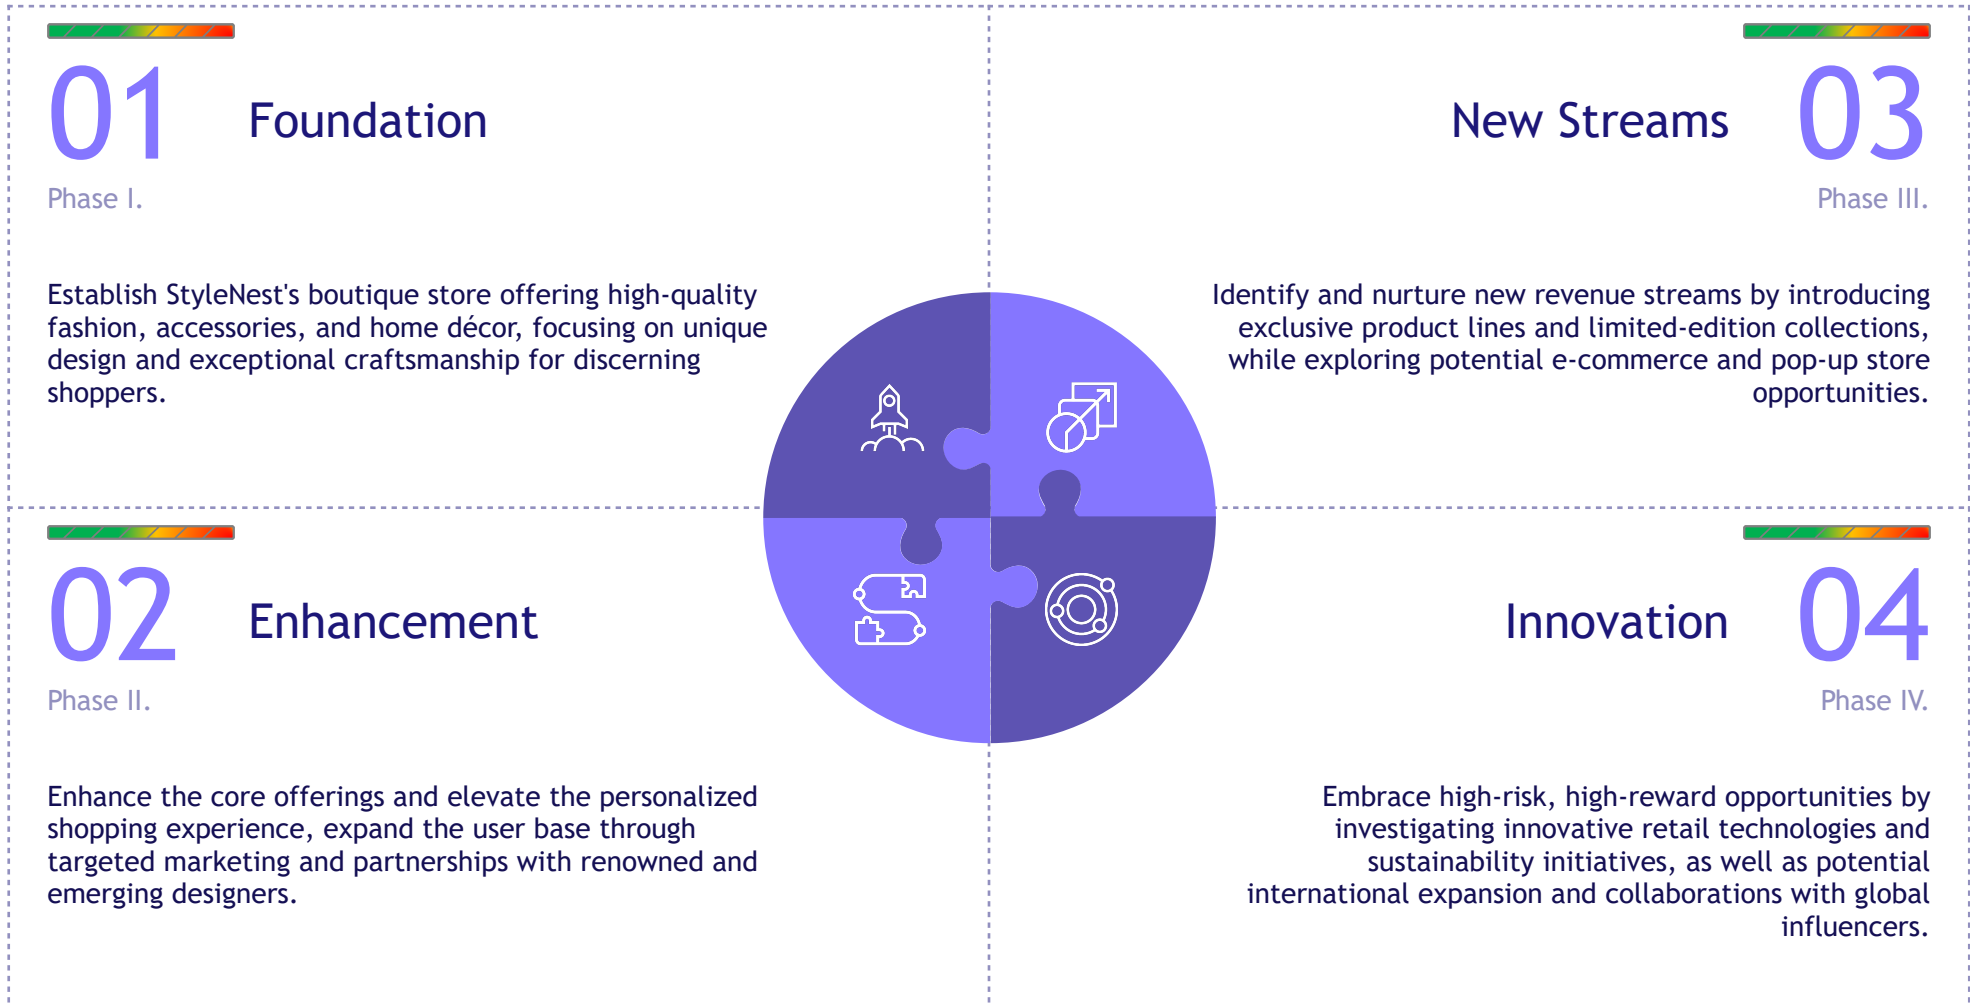 01
Foundation
Phase I.
Establish StyleNest's boutique store offering high-quality
fashion, accessories, and home décor, focusing on unique
design and exceptional craftsmanship for discerning
shoppers.
02
Enhancement
Phase II.
Enhance the core offerings and elevate the personalized
shopping experience, expand the user base through
targeted marketing and partnerships with renowned and
emerging designers.
New Streams
03
Phase III.
Identify and nurture new revenue streams by introducing
exclusive product lines and limited-edition collections,
while exploring potential e-commerce and pop-up store
opportunities.
Innovation
04
Phase IV.
Embrace high-risk, high-reward opportunities by
investigating innovative retail technologies and
sustainability initiatives, as well as potential
international expansion and collaborations with global
influencers.